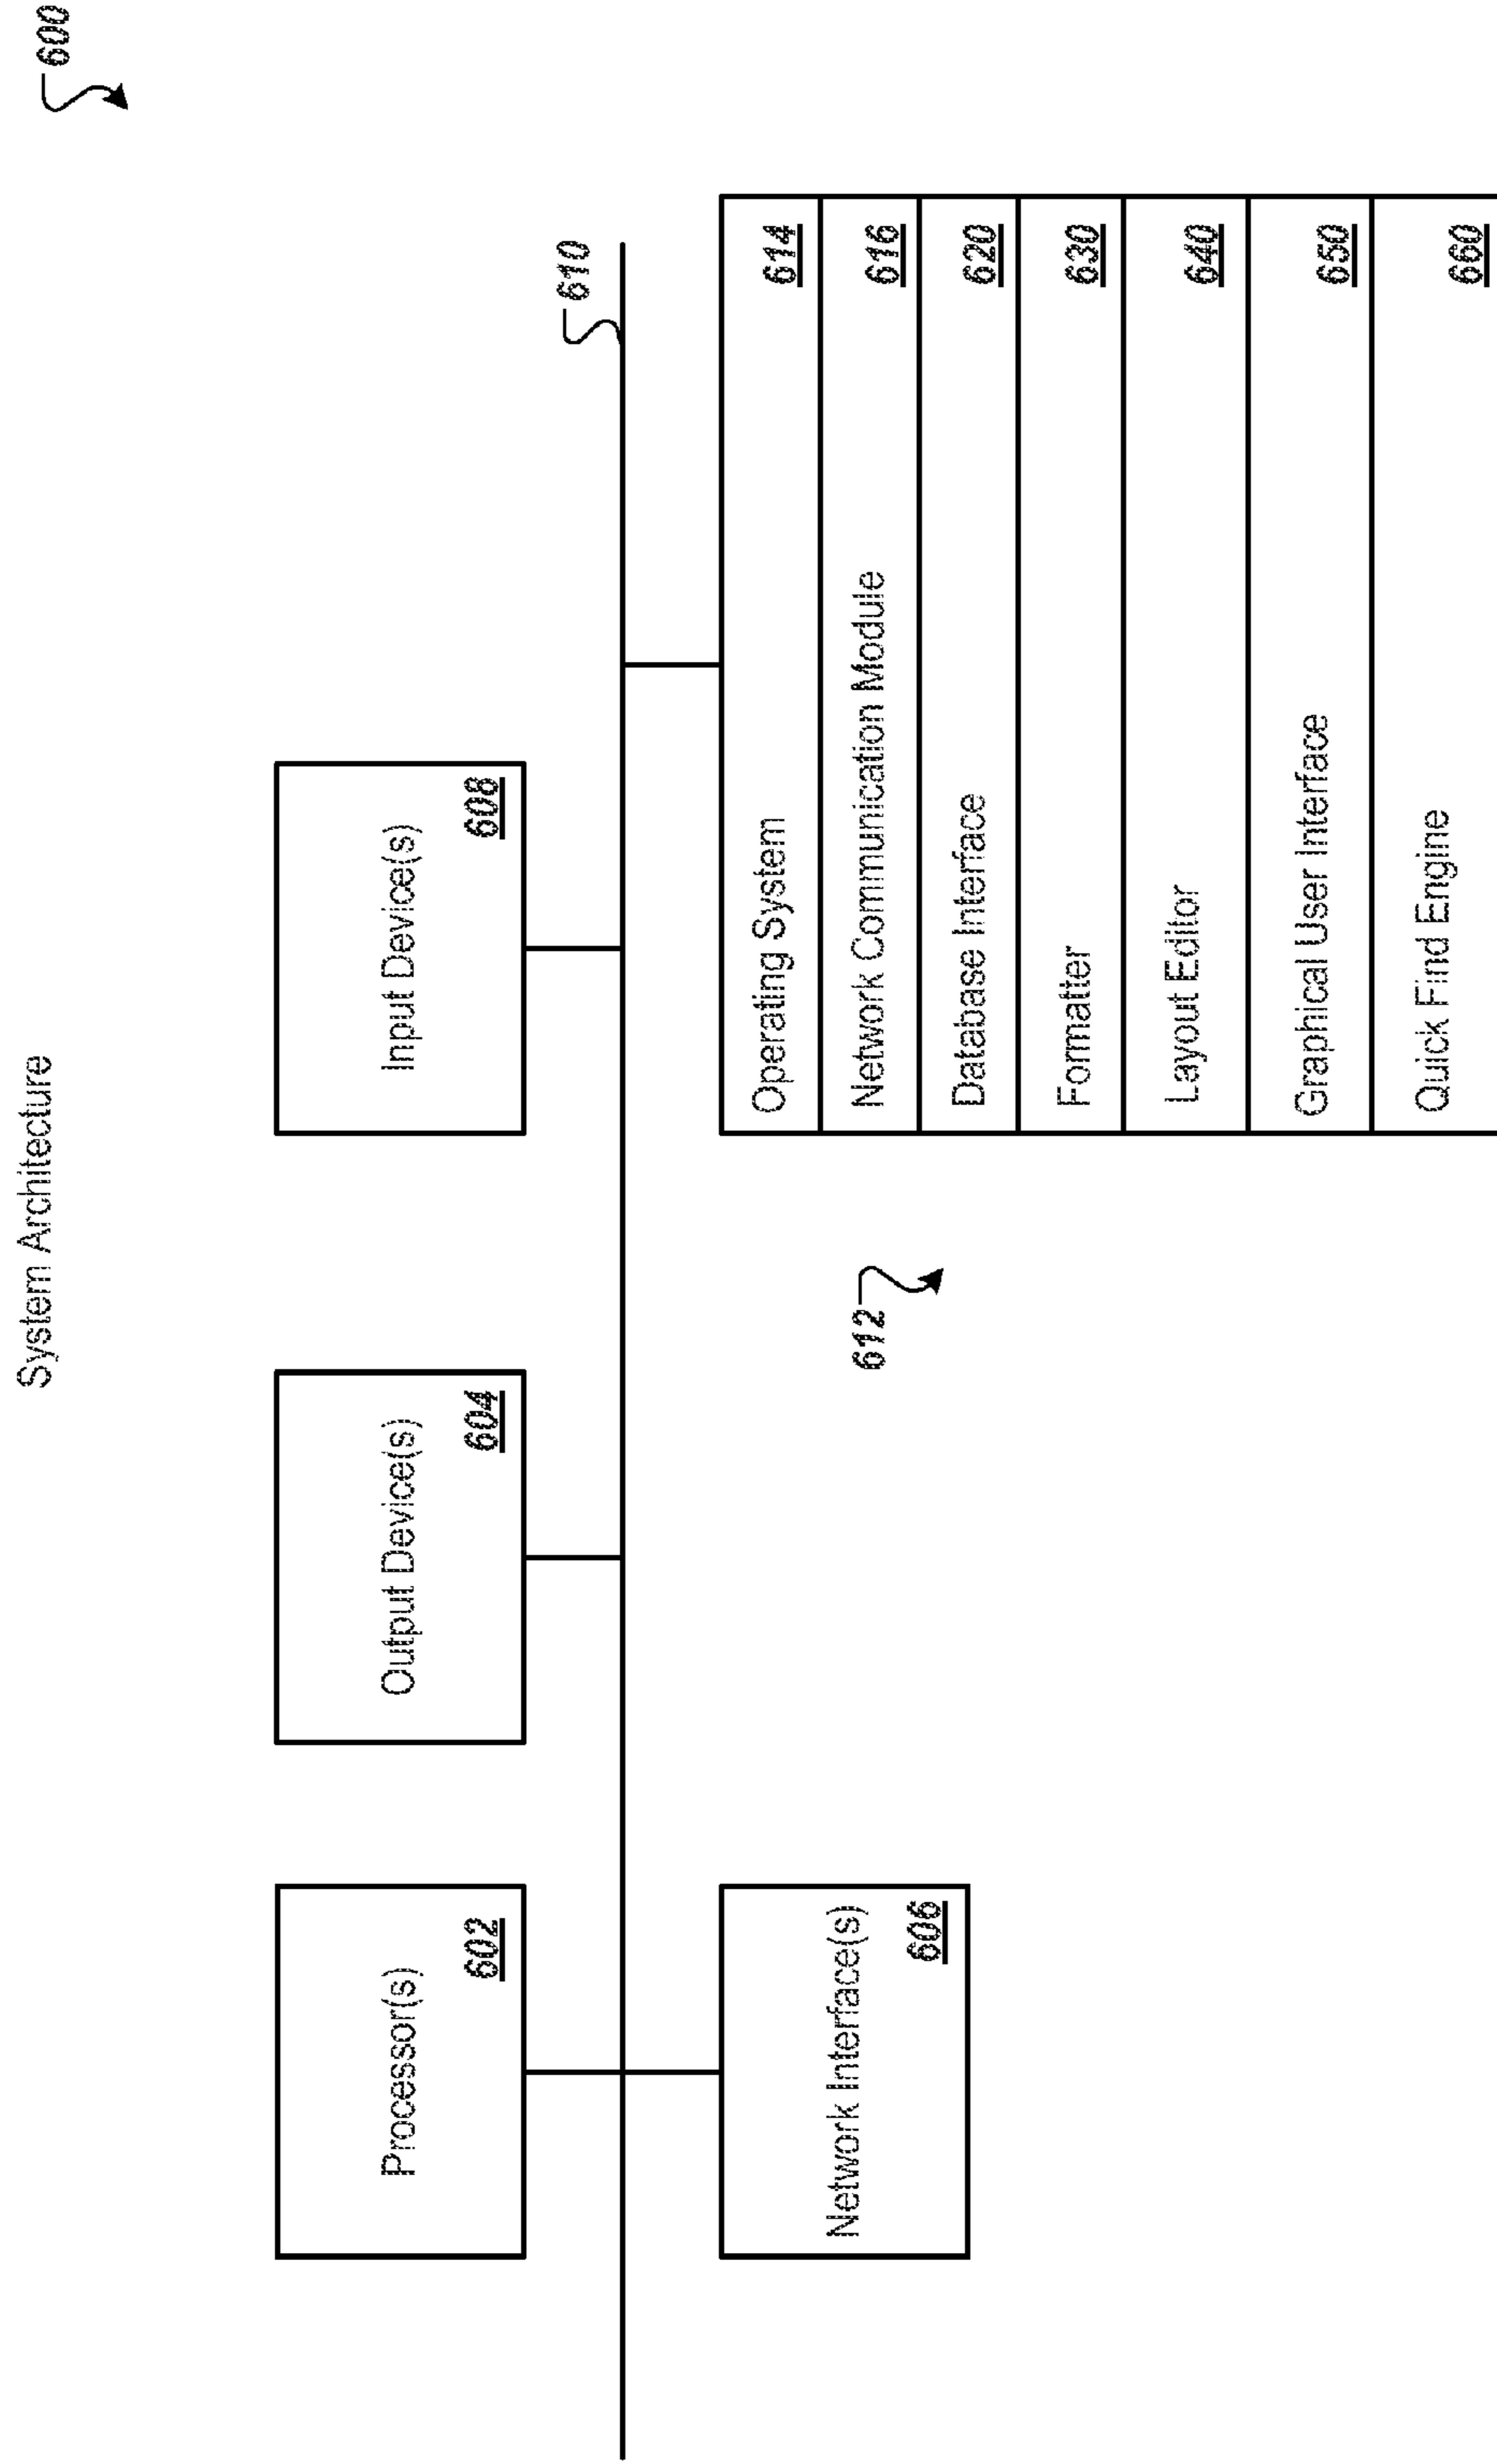 System Architecture
600
Processor(s)
602
Output Device(s)
604
Input Device(s)
608
610
Network Interface(s)
606
612
Operating System 614
Network Communication Module 616
Database Interface 620
Formatter 630
Layout Editor 640
Graphical User Interface 650
Quick Find Engine 660